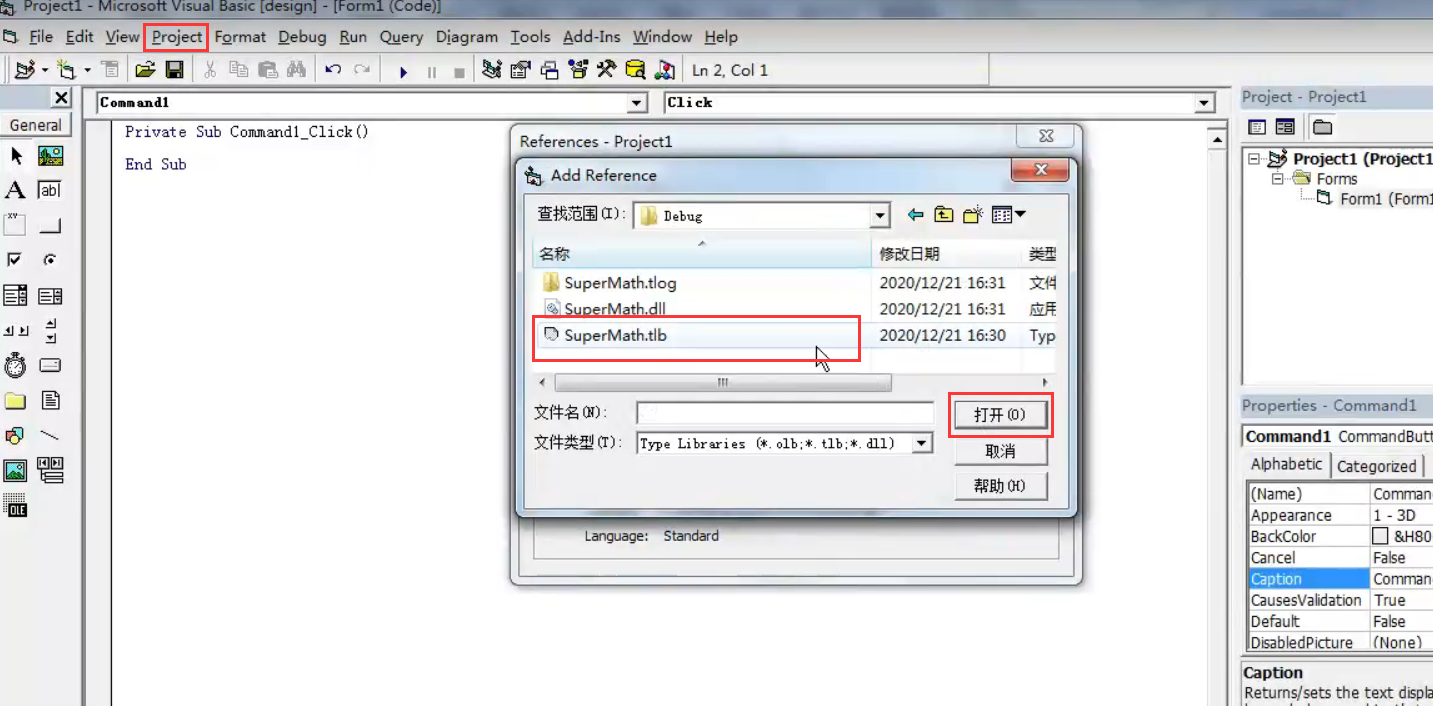 Project1 - Microsoft Visual Basic [design] - [Form1 (Code)]
File Edit View Project Format Debug Run Query Diagram Tools Add-Ins Window Help
Ln 2, Col 1
General
A
ab|
XY
OLE
Command1
Click
Private Sub Command1_Click()
End Sub
References - Project1
Add Reference
查找范围(I):
Debug
名称 修改日期 类型
SuperMath.tlog 2020/12/21 16:31 文件
SuperMath.dll 2020/12/21 16:31 应用
SuperMath.tlb 2020/12/21 16:30 Typ
文件名(N):
打开(O)
文件类型(T): Type Libraries (*.olb;*.tlb;*.dll)
取消
帮助(H)
Language: Standard
Project - Project1
Project1 (Project1
Forms
Form1 (Form1
Properties - Command1
Command1 CommandButt
Alphabetic Categorized
(Name) Comman
Appearance 1 - 3D
BackColor &H80
Cancel False
Caption Comman
CausesValidation True
Default False
DisabledPicture (None)
Caption
Returns/sets the text displa